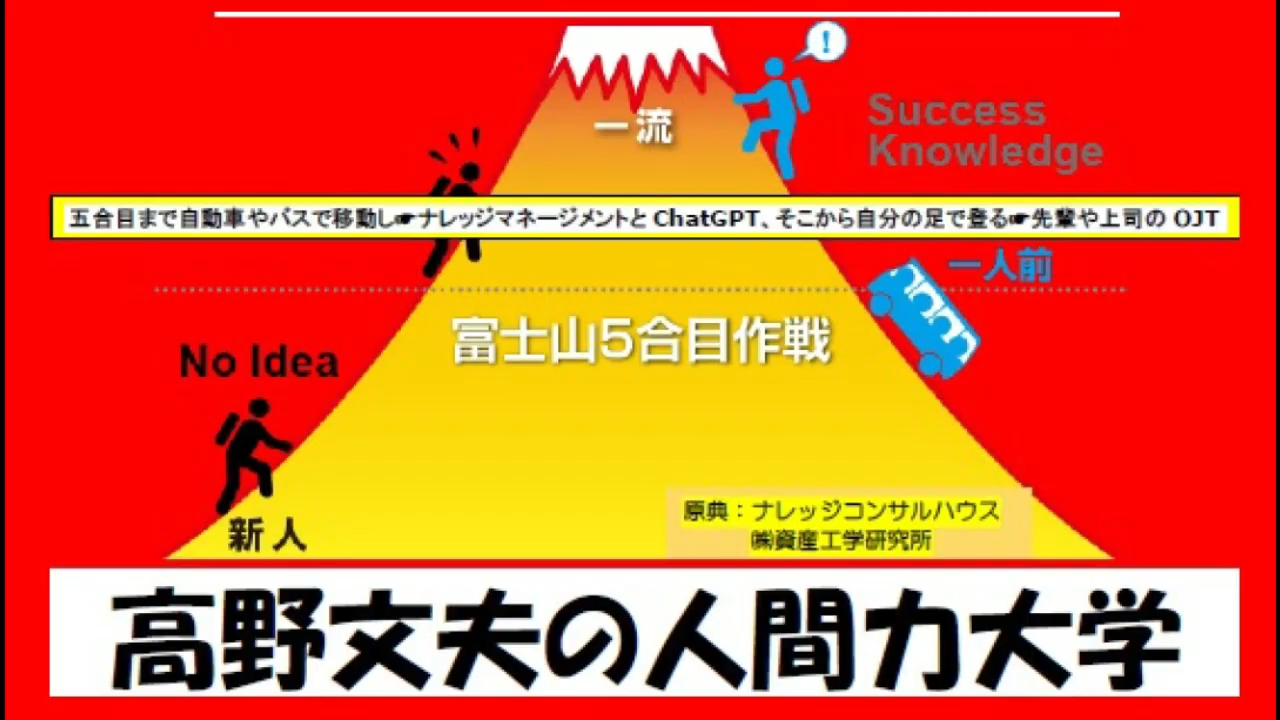 !
Success
Knowledge
一流
五合目まで自動車やバスで移動し☛ナレッジマネージメントと ChatGPT、そこから自分の足で登る☛先輩や上司の OJT
一人前
富士山5合目作戦
No Idea
新人
原典：ナレッジコンサルハウス
㈱資産工学研究所
高野文夫の人間力大学